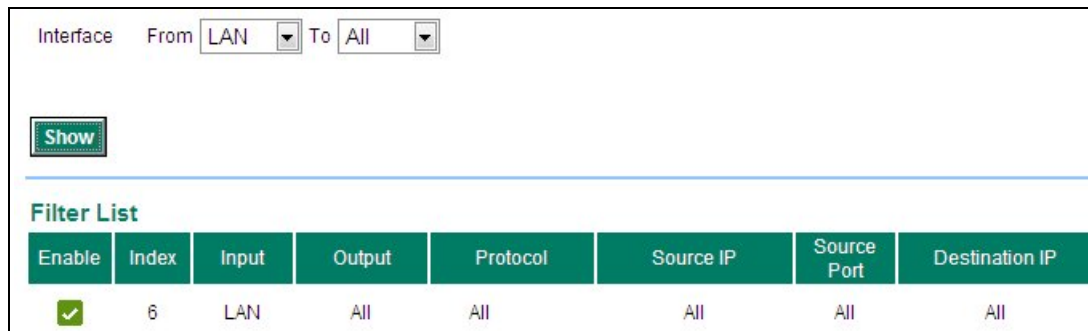 Interface From LAN To All
Show
Filter List
Enable Index Input Output Protocol Source IP Source Port Destination IP
6 LAN All All All All All